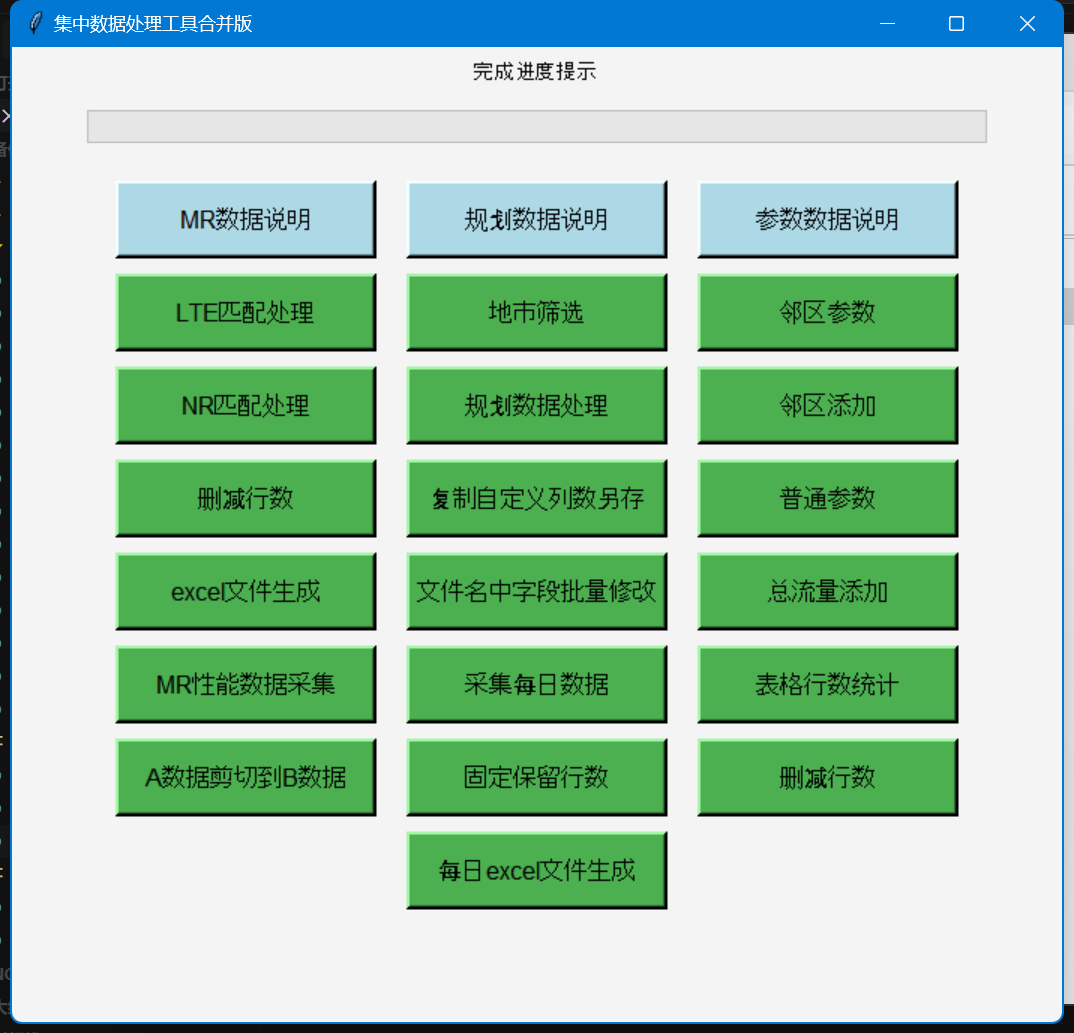 集中数据处理工具合并版
完成进度提示
MR数据说明 规划数据说明 参数数据说明
LTE匹配处理 地市筛选 邻区参数
NR匹配处理 规划数据处理 邻区添加
删减行数 复制自定义列数另存 普通参数
excel文件生成 文件名中字段批量修改 总流量添加
MR性能数据采集 采集每日数据 表格行数统计
A数据剪切到B数据 固定保留行数 删减行数
每日excel文件生成